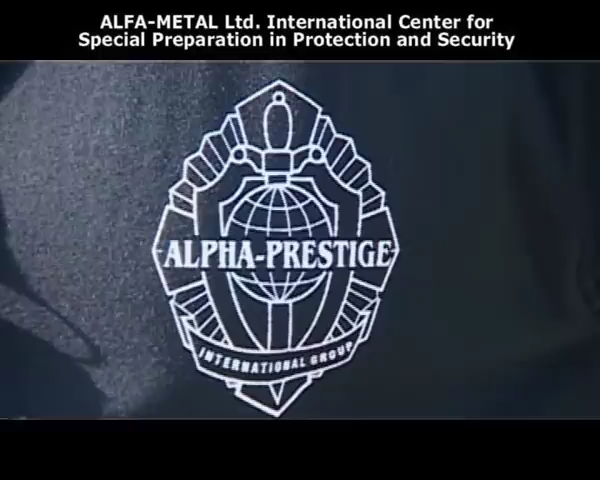 ALFA-METAL Ltd. International Center for
Special Preparation in Protection and Security
ALPHA-PRESTIGE
INTERNATIONAL GROUP